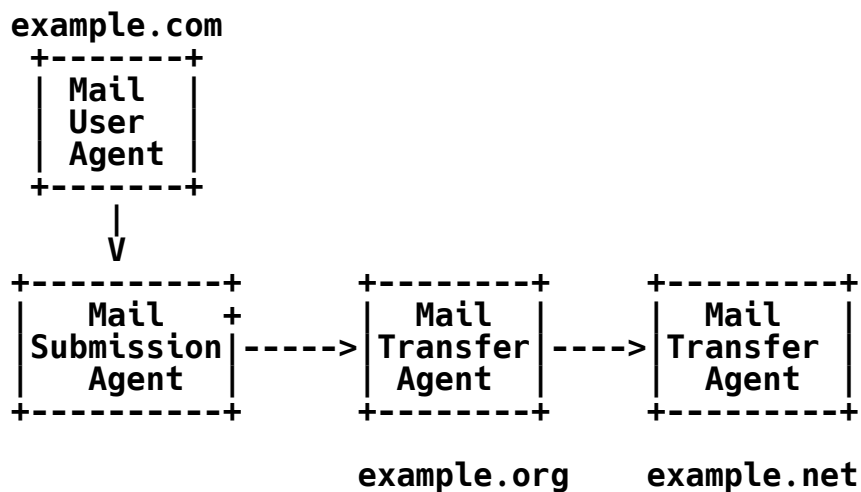 example.com
 +-------+
 | Mail  |
 | User  |
 | Agent |
 +-------+
     |
     V
+----------+      +--------+     +---------+
|   Mail   +      |  Mail  |     |  Mail   |
|Submission|----->|Transfer|---->|Transfer |
|   Agent  |      | Agent  |     |  Agent  |
+----------+      +--------+     +---------+
                  example.org    example.net